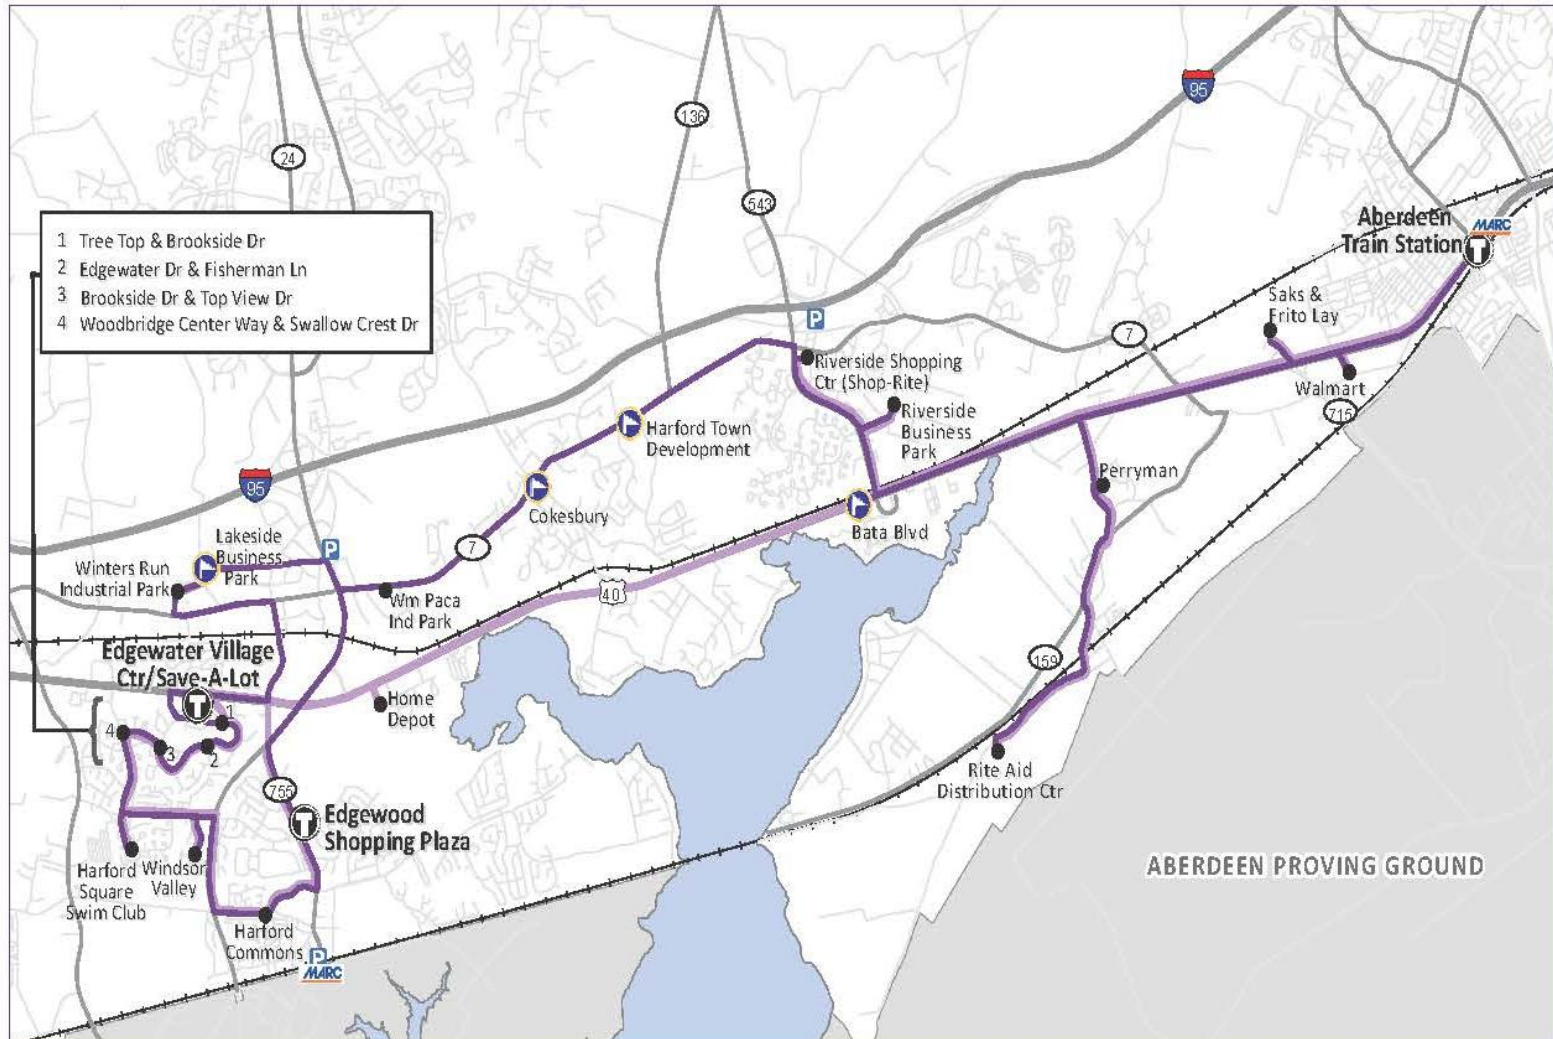 95
136
24
543
1 Tree Top & Brookside Dr
2 Edgewater Dr & Fisherman Ln
3 Brookside Dr & Top View Dr
4 Woodbridge Center Way & Swallow Crest Dr
Aberdeen
Train Station
MARC
T
Saks &
Frito Lay
P
7
Riverside Shopping
Ctr (Shop-Rite)
Walmart
715
Riverside
Business
Park
Harford Town
Development
Perryman
95
Cokesbury
Bata Blvd
Lakeside
Business
Park
P
7
Winters Run
Industrial Park
Wm Paca
Ind Park
40
Edgewater Village
Ctr/Save-A-Lot
T
159
Home
Depot
1
4
3
2
Rite Aid
Distribution Ctr
755
T
Edgewood
Shopping Plaza
ABERDEEN PROVING GROUND
Harford
Square
Swim Club
Windsor
Valley
Harford
Commons
P
MARC